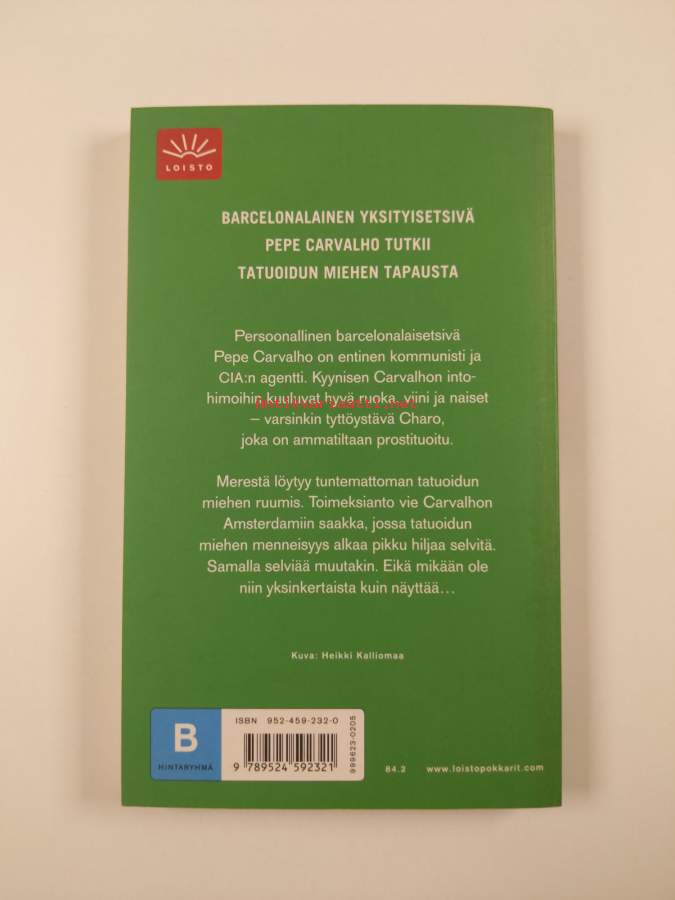 LOISTO
BARCELONALAINEN YKSITYISETSIVÄ
PEPE CARVALHO TUTKII
TATUOIDUN MIEHEN TAPAUSTA
Persoonallinen barcelonalaisetsivä
Pepe Carvalho on entinen kommunisti ja
CIA:n agentti. Kyynisen Carvalhon into-
himoihin kuuluvat hyvä ruoka, viini ja naiset
– varsinkin tyttöystävä Charo,
joka on ammatiltaan prostituoitu.
Merestä löytyy tuntemattoman tatuoidun
miehen ruumis. Toimeksianto vie Carvalhon
Amsterdamiin saakka, jossa tatuoidun
miehen menneisyys alkaa pikku hiljaa selvitä.
Samalla selviää muutakin. Eikä mikään ole
niin yksinkertaista kuin näyttää...
Kuva: Heikki Kalliomaa
B
HINTARYHMÄ
ISBN 952-459-232-0
9 789524 592321
999623-0205
84.2 www.loistopokkarit.com